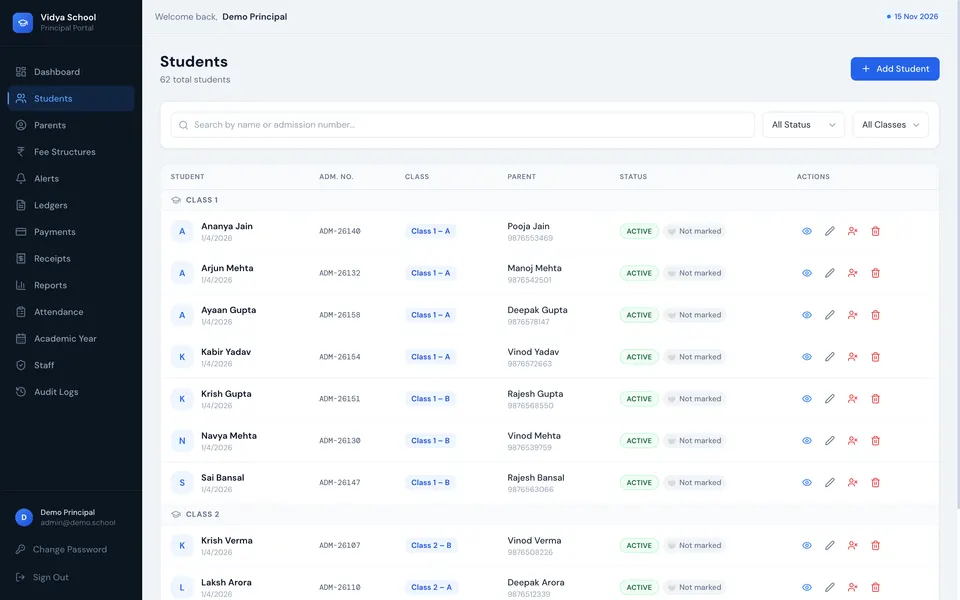 Vidya School
Principal Portal
Dashboard
Students
Parents
Fee Structures
Alerts
Ledgers
Payments
Receipts
Reports
Attendance
Academic Year
Staff
Audit Logs
D
Demo Principal
admin@demo.school
Change Password
Sign Out
Welcome back, Demo Principal
15 Nov 2026
Students
62 total students
+ Add Student
Search by name or admission number...
All Status
All Classes
STUDENT ADM. NO. CLASS PARENT STATUS ACTIONS
CLASS 1
A Ananya Jain ADM-26140 Class 1 – A Pooja Jain ACTIVE Not marked
1/4/2026 9876553469
A Arjun Mehta ADM-26132 Class 1 – A Manoj Mehta ACTIVE Not marked
1/4/2026 9876542501
A Ayaan Gupta ADM-26158 Class 1 – A Deepak Gupta ACTIVE Not marked
1/4/2026 9876578147
K Kabir Yadav ADM-26154 Class 1 – A Vinod Yadav ACTIVE Not marked
1/4/2026 9876572663
K Krish Gupta ADM-26151 Class 1 – B Rajesh Gupta ACTIVE Not marked
1/4/2026 9876568550
N Navya Mehta ADM-26130 Class 1 – B Vinod Mehta ACTIVE Not marked
1/4/2026 9876539759
S Sai Bansal ADM-26147 Class 1 – B Rajesh Bansal ACTIVE Not marked
1/4/2026 9876563066
CLASS 2
K Krish Verma ADM-26107 Class 2 – B Vinod Verma ACTIVE Not marked
1/4/2026 9876508226
L Laksh Arora ADM-26110 Class 2 – A Deepak Arora ACTIVE Not marked
1/4/2026 9876512339